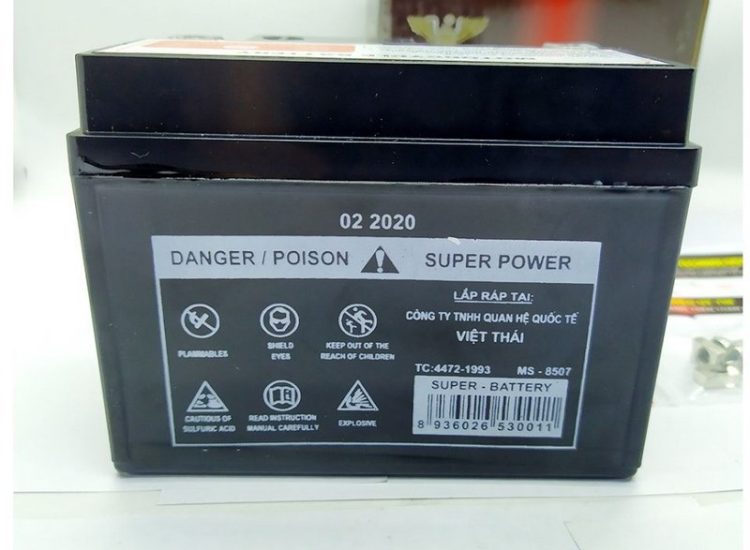 02 2020
DANGER / POISON
SUPER POWER
FLAMMABLES
SHIELD
EYES
KEEP OUT OF THE
REACH OF CHILDREN
CAUTIOUS OF
SULFURIC ACID
READ INSTRUCTION
MANUAL CAREFULLY
EXPLOSIVE
LẮP RÁP TẠI:
CÔNG TY TNHH QUAN HỆ QUỐC TẾ
VIỆT THÁI
TC:4472-1993 MS - 8507
SUPER - BATTERY
8 936026 530011